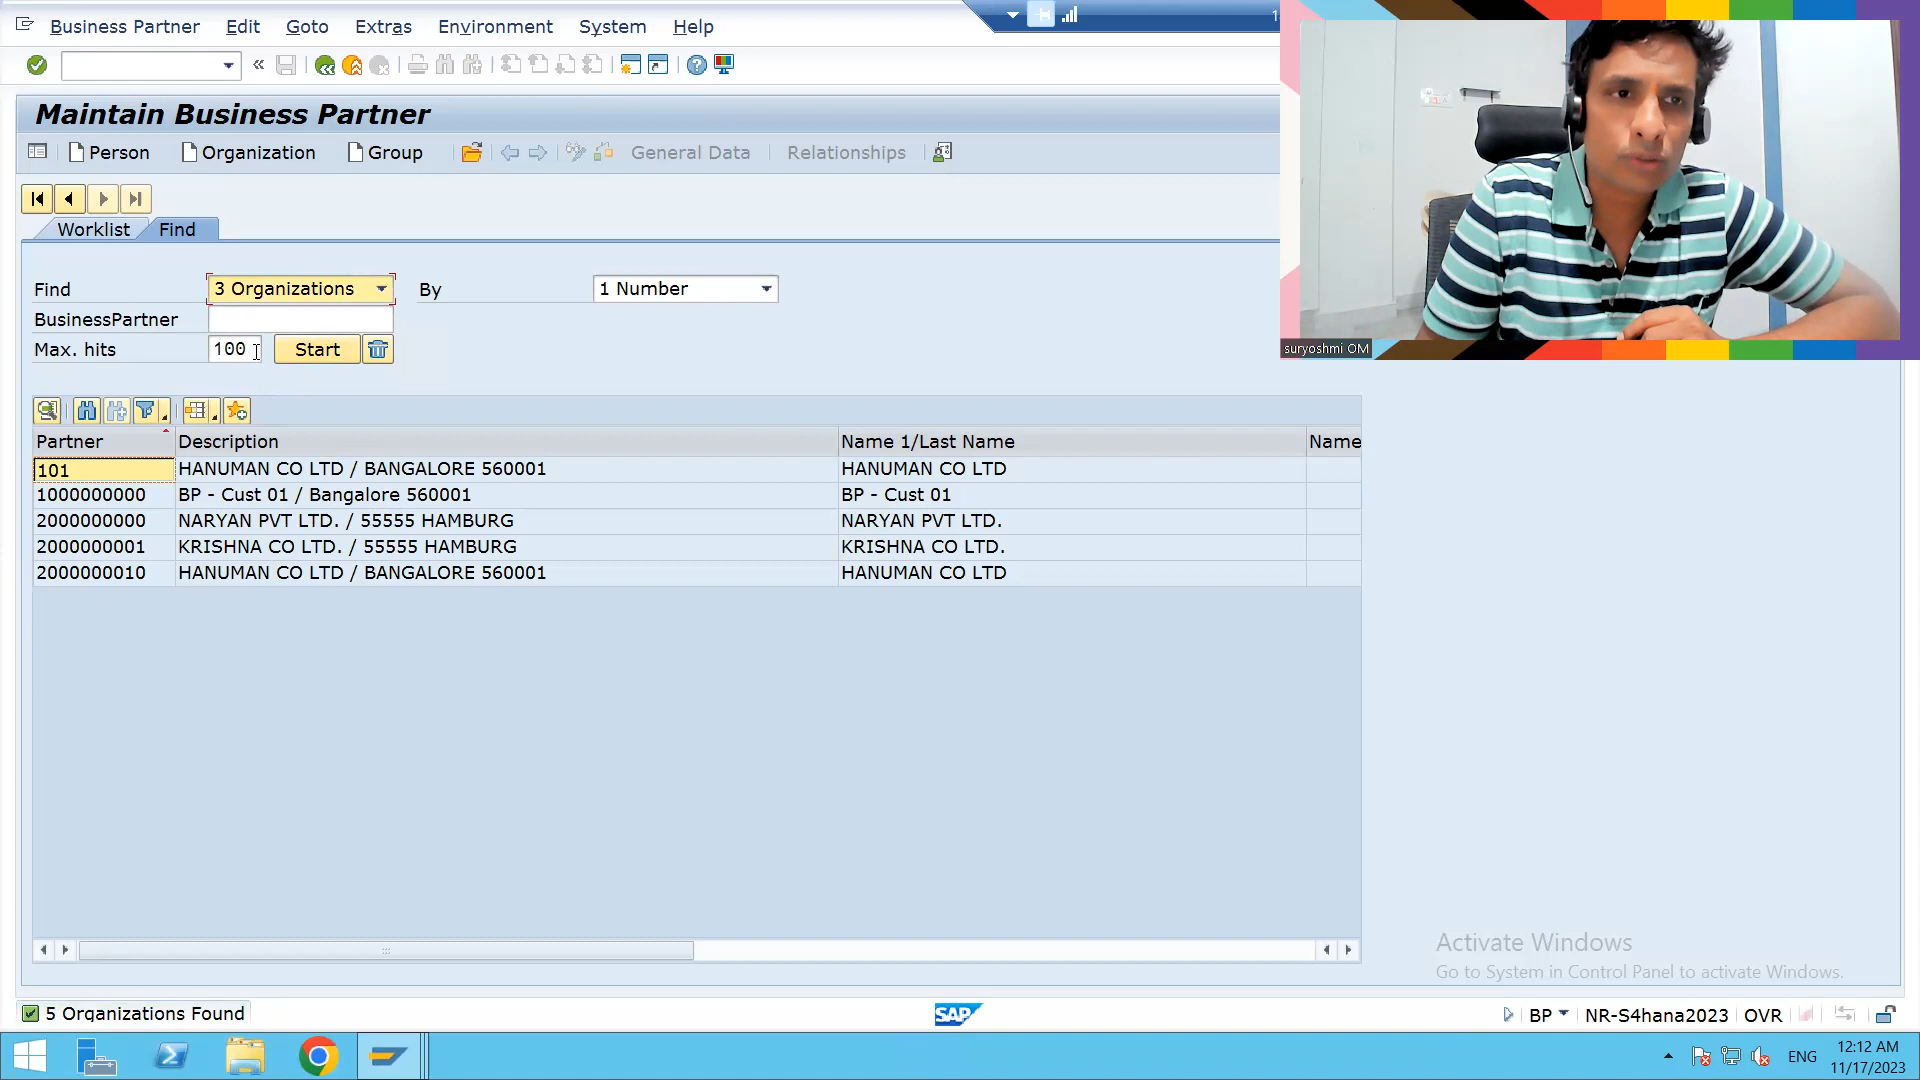 Business Partner Edit Goto Extras Environment System Help
Maintain Business Partner
Person Organization Group General Data Relationships
Worklist Find
Find 3 Organizations By 1 Number
BusinessPartner
Max. hits 100 Start
suryoshmi OM
Partner Description Name 1/Last Name Name
101 HANUMAN CO LTD / BANGALORE 560001 HANUMAN CO LTD
1000000000 BP - Cust 01 / Bangalore 560001 BP - Cust 01
2000000000 NARYAN PVT LTD. / 55555 HAMBURG NARYAN PVT LTD.
2000000001 KRISHNA CO LTD. / 55555 HAMBURG KRISHNA CO LTD.
2000000010 HANUMAN CO LTD / BANGALORE 560001 HANUMAN CO LTD
Activate Windows
Go to System in Control Panel to activate Windows.
5 Organizations Found SAP BP NR-S4hana2023 OVR
ENG 12:12 AM
11/17/2023